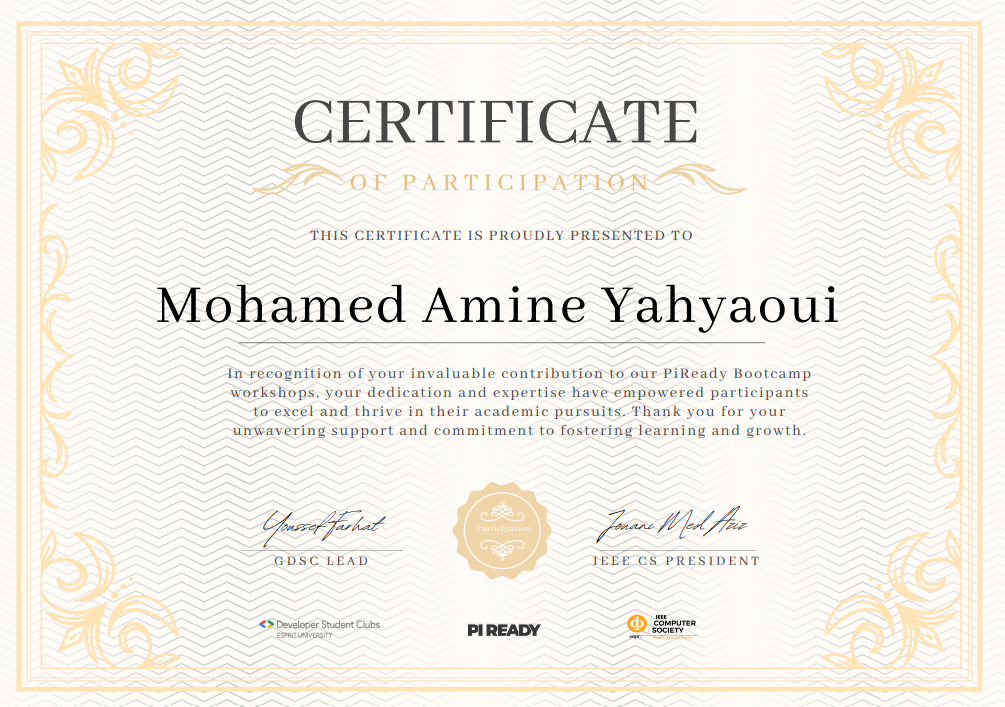 CERTIFICATE
OF PARTICIPATION
THIS CERTIFICATE IS PROUDLY PRESENTED TO
Mohamed Amine Yahyaoui
In recognition of your invaluable contribution to our PiReady Bootcamp
workshops, your dedication and expertise have empowered participants
to excel and thrive in their academic pursuits. Thank you for your
unwavering support and commitment to fostering learning and growth.
Youssef Farhat
Jenani Med Aziz
Participation
GDSC LEAD
IEEE CS PRESIDENT
Developer Student Clubs
ESPRIT UNIVERSITY
PI READY
IEEE
COMPUTER
SOCIETY